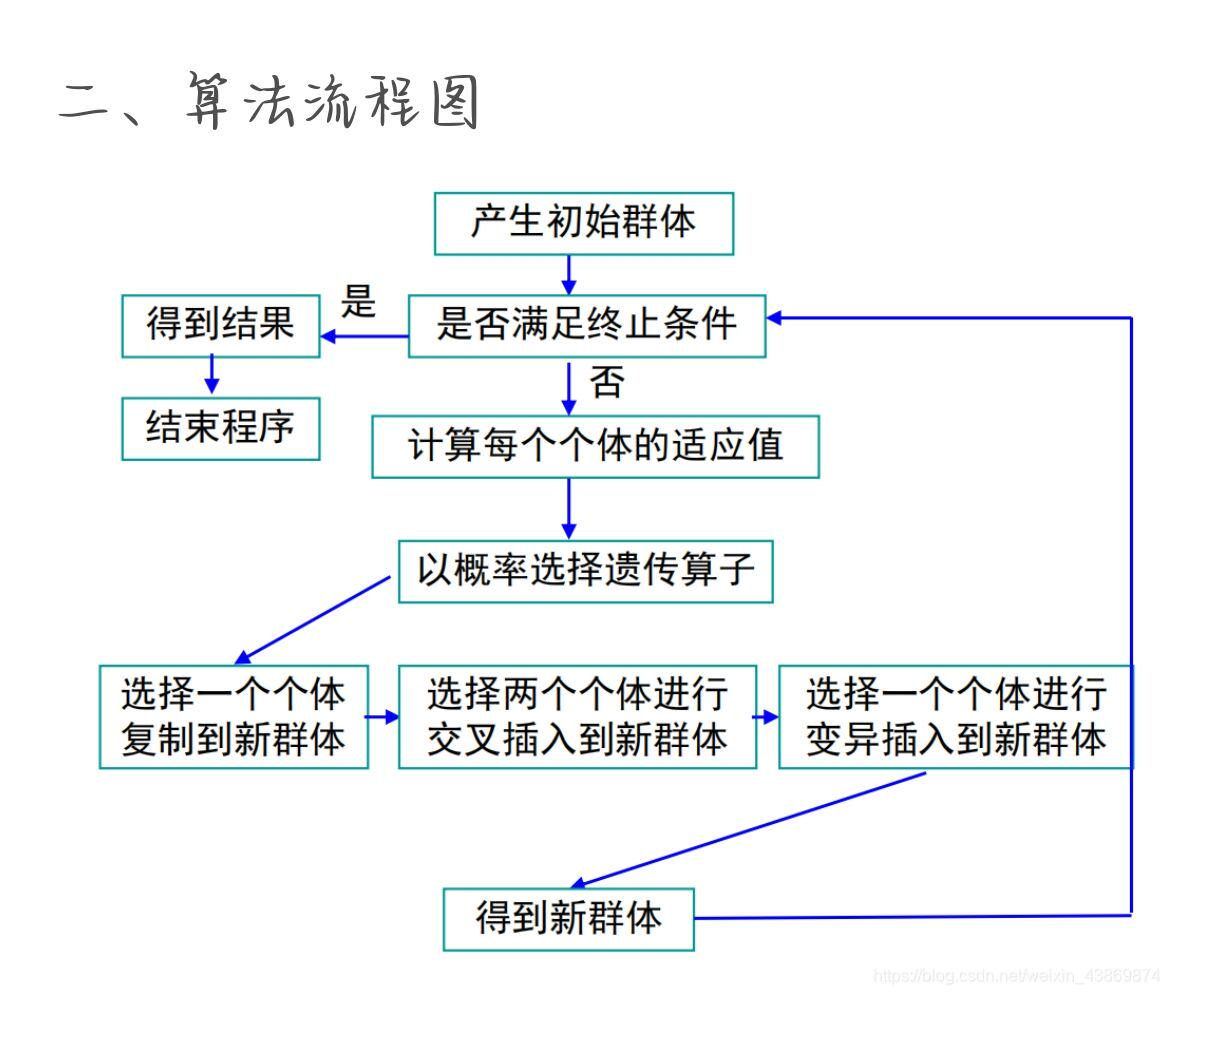 二、算法流程图
产生初始群体
是否满足终止条件
是
得到结果
结束程序
否
计算每个个体的适应值
以概率选择遗传算子
选择一个个体
复制到新群体
选择两个个体进行
交叉插入到新群体
选择一个个体进行
变异插入到新群体
得到新群体
https://blog.csdn.net/weixin_43869874